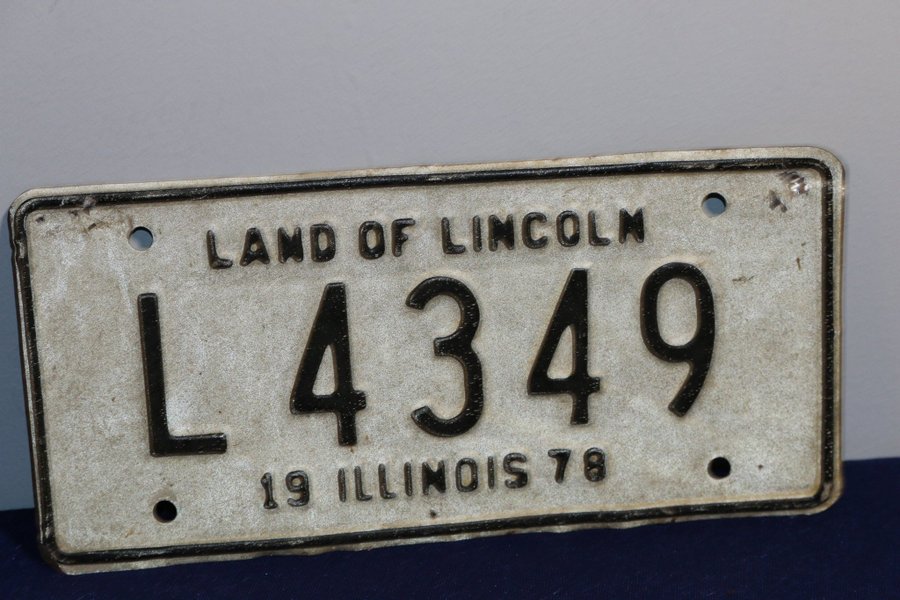 LAND OF LINCOLN
L 4349
19 ILLINOIS 78